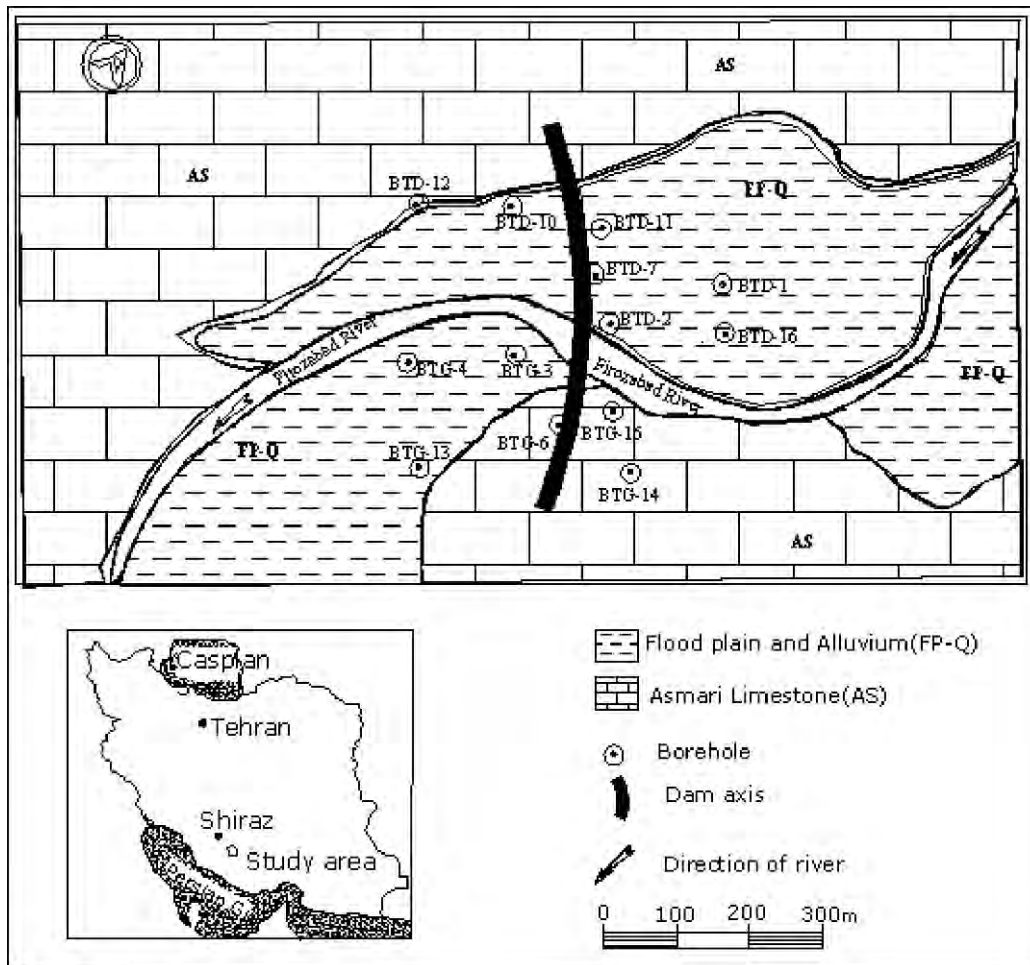 AS
AS
BTD-12
FP-Q
BTD-10
BTD-11
BTD-7
BTD-1
BTD-2
BTD-16
Firozabad River
BTG-4
BTG-3
Firozabad River
FP-Q
BTG-15
BTG-6
FP-Q
BTG-13
BTG-14
AS
Flood plain and Alluvium(FP-Q)
Asmari Limestone(AS)
Borehole
Dam axis
Direction of river
0 100 200 300m
Caspian
Tehran
Shiraz
Study area
Persian G